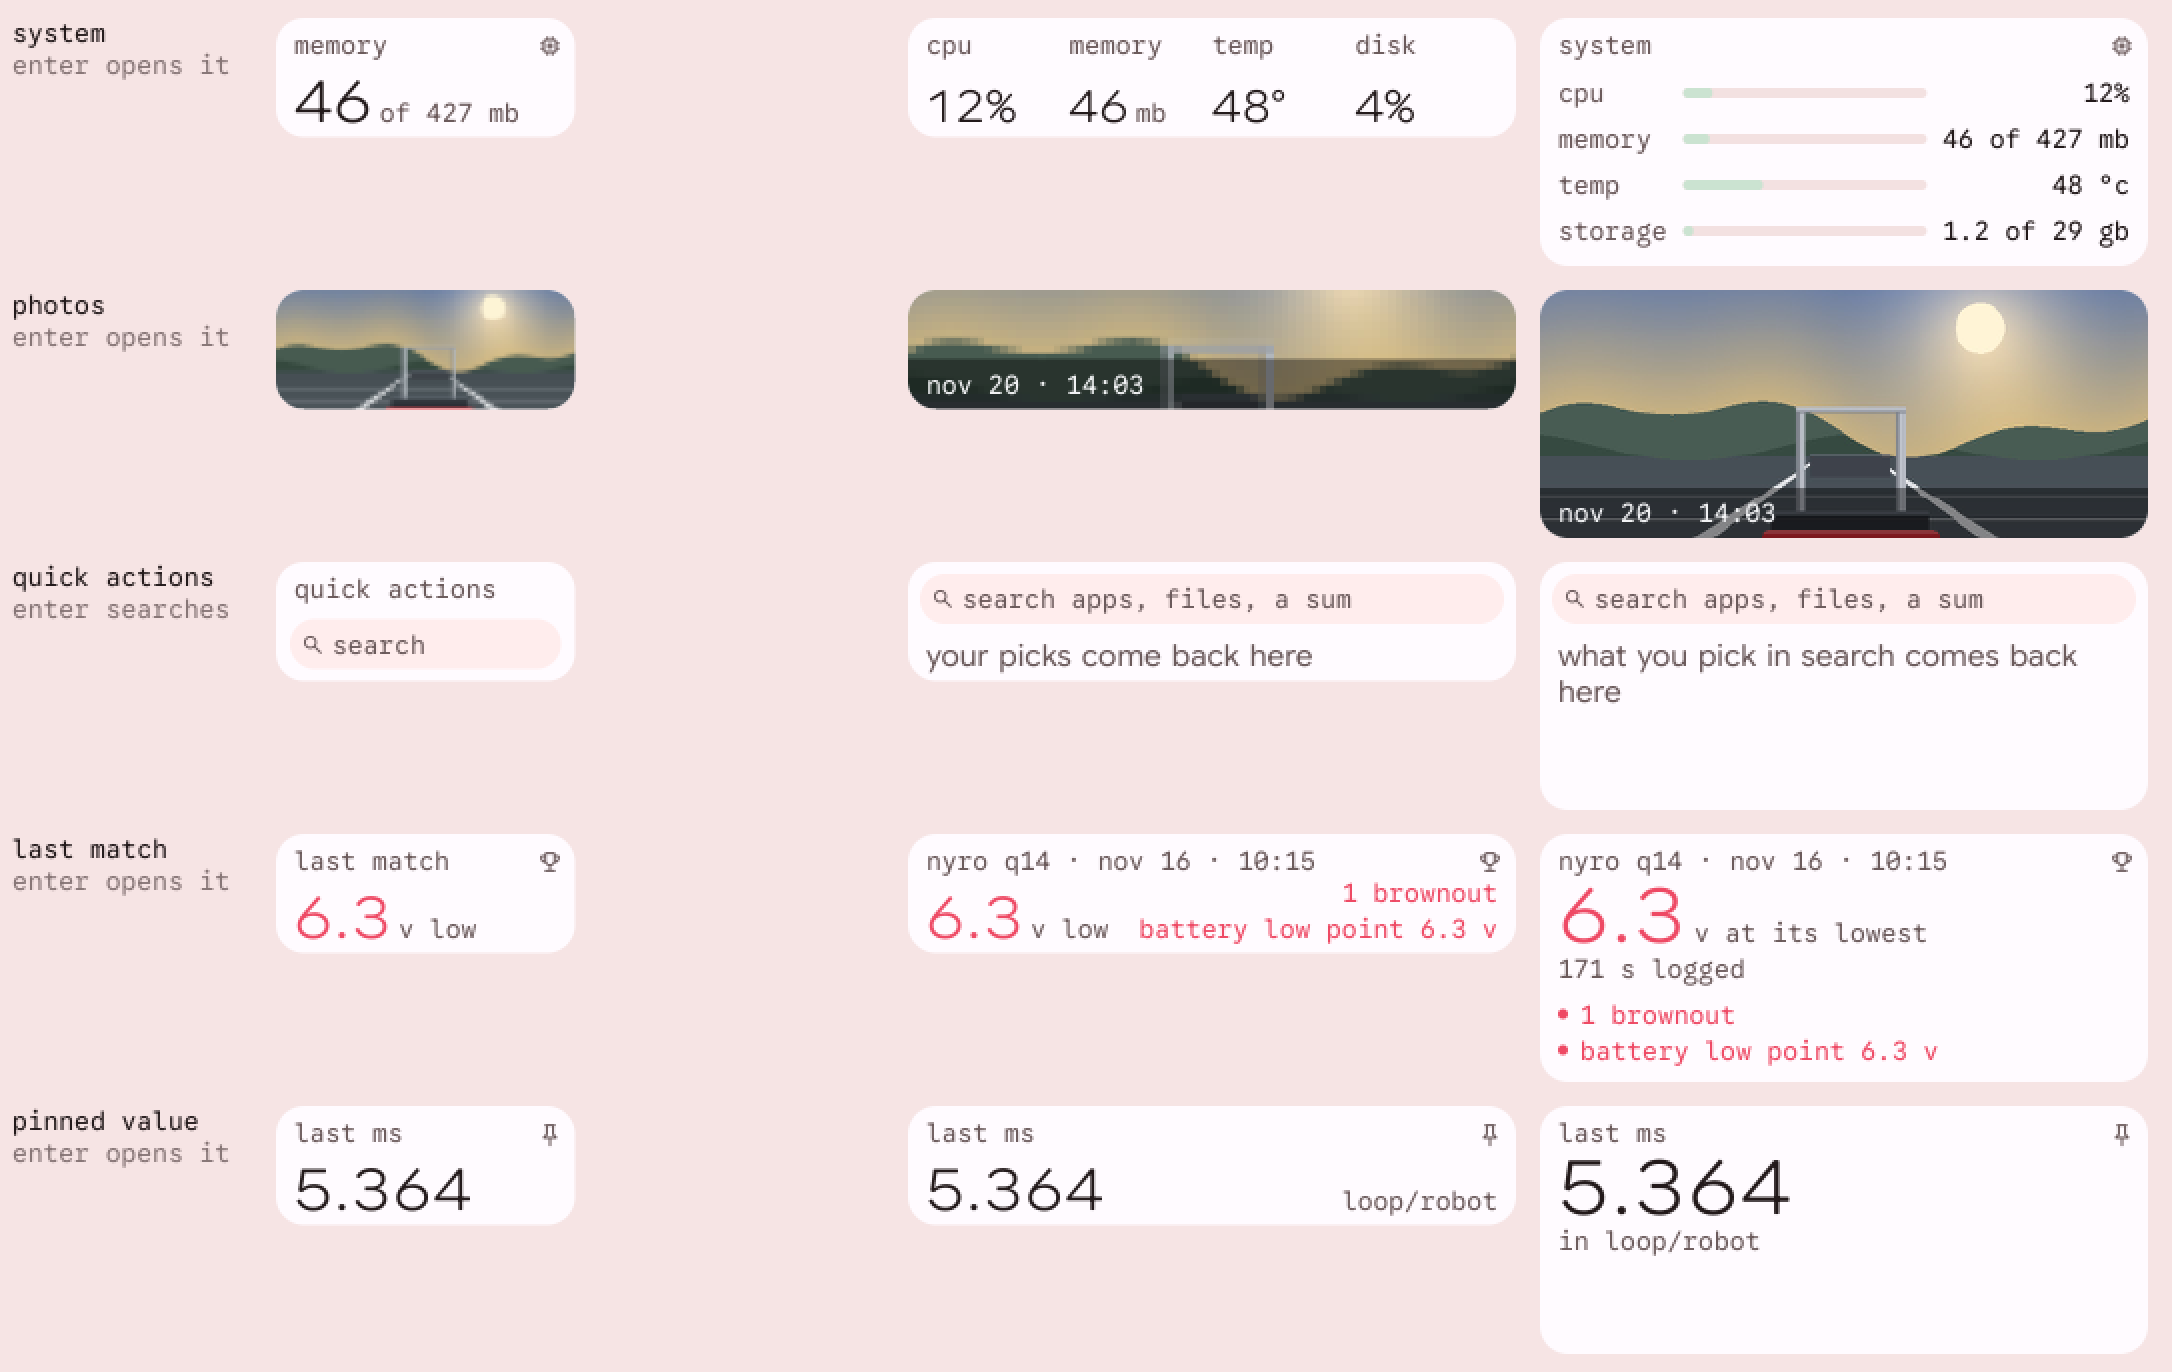 system
enter opens it
memory
46 of 427 mb
cpu memory temp disk
12% 46 mb 48° 4%
system
cpu 12%
memory 46 of 427 mb
temp 48 °c
storage 1.2 of 29 gb
photos
enter opens it
nov 20 · 14:03
nov 20 · 14:03
quick actions
enter searches
quick actions
search
search apps, files, a sum
your picks come back here
search apps, files, a sum
what you pick in search comes back
here
last match
enter opens it
last match
6.3 v low
nyro q14 · nov 16 · 10:15
1 brownout
6.3 v low battery low point 6.3 v
nyro q14 · nov 16 · 10:15
6.3 v at its lowest
171 s logged
• 1 brownout
• battery low point 6.3 v
pinned value
enter opens it
last ms
5.364
last ms
5.364 loop/robot
last ms
5.364
in loop/robot